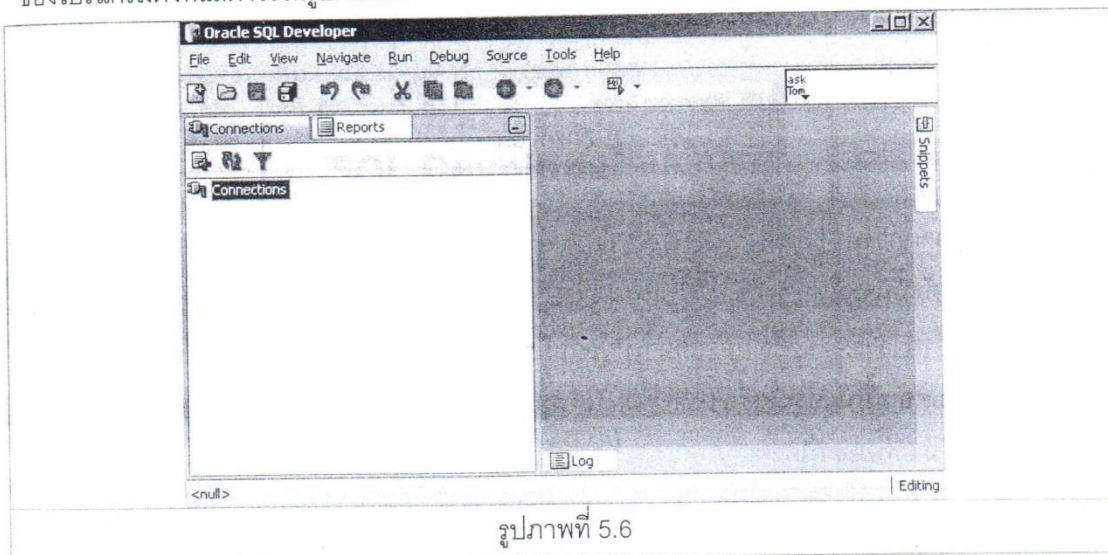 Oracle SQL Developer
File Edit View Navigate Run Debug Source Tools Help
ask
Tom
Connections Reports
Snippets
Connections
Log
<null> Editing
รูปภาพที่ 5.6